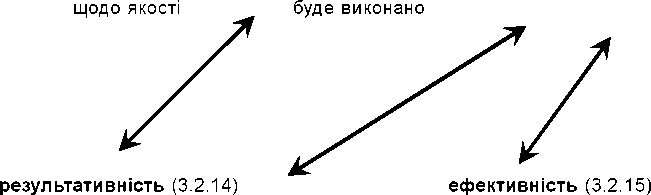 щодо якості буде виконано
результативність (3.2.14) ефективність (3.2.15)